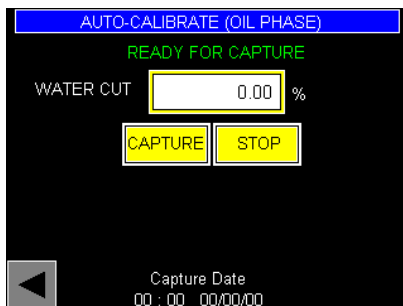 AUTO-CALIBRATE (OIL PHASE)
READY FOR CAPTURE
WATER CUT 0.00 %
CAPTURE STOP
Capture Date
00 : 00 00/00/00